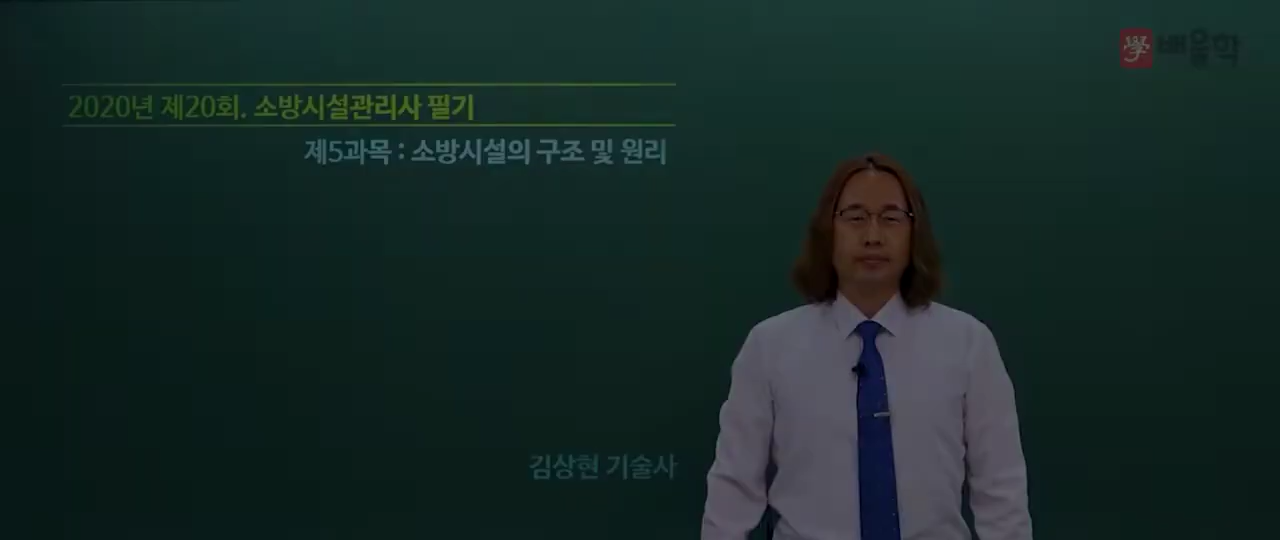 學 배움학
2020년 제20회. 소방시설관리사 필기
제5과목 : 소방시설의 구조 및 원리
김상현 기술사